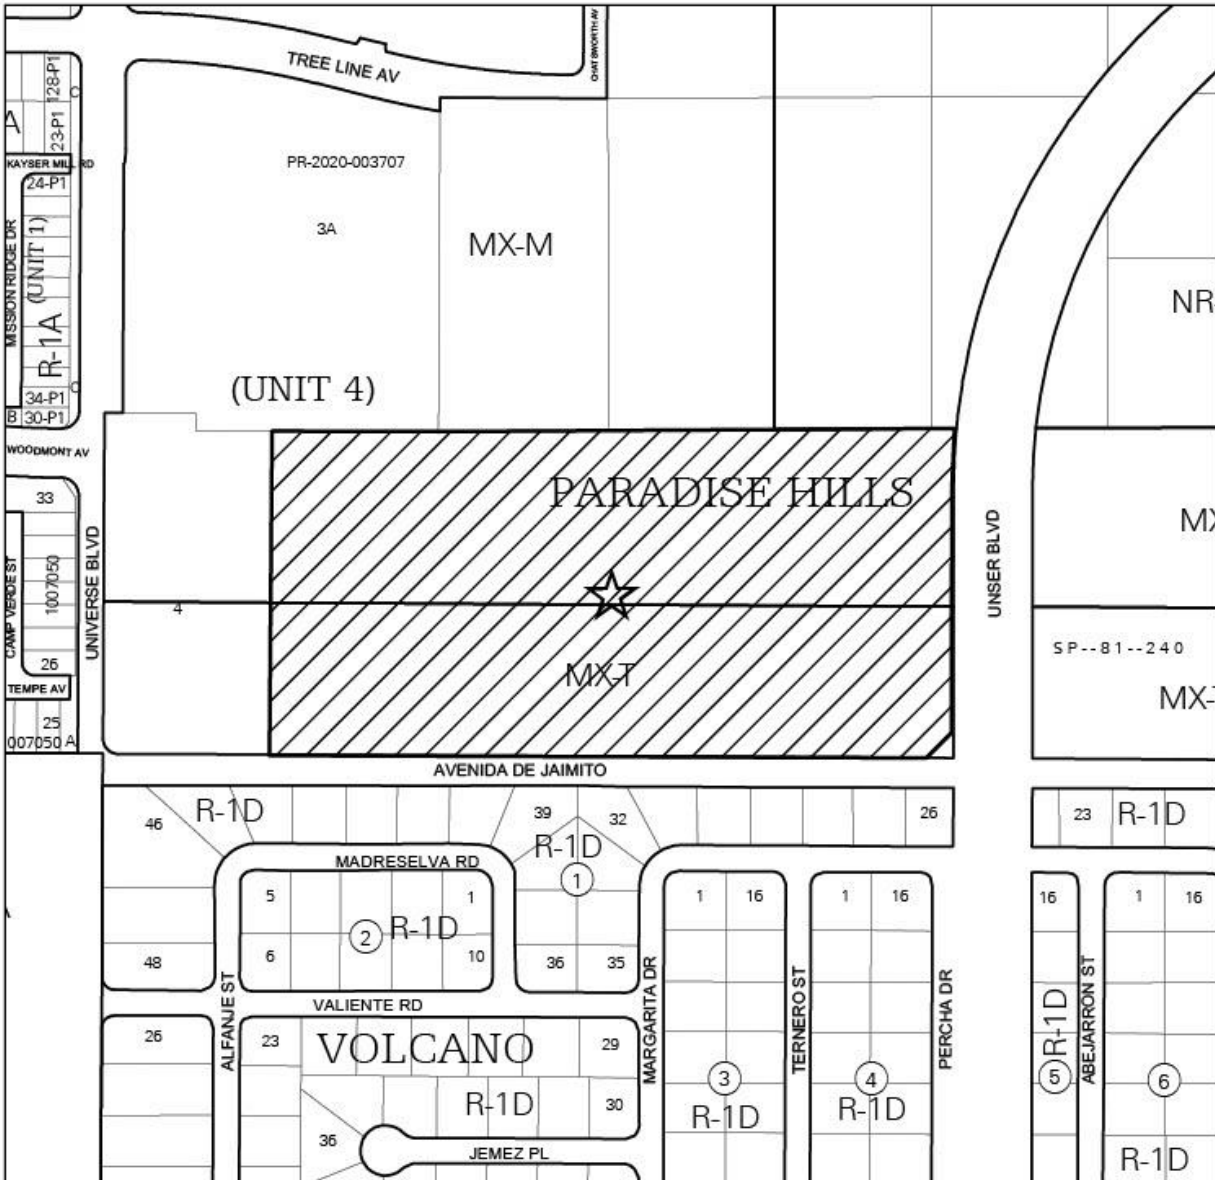 128-P1
C
CHATSWORTH AV
TREE LINE AV
A
23-P1
KAYSER MILL RD
24-P1
PR-2020-003707
3A
MX-M
MISSION RIDGE DR
(UNIT 1)
R-1A
NR-
C
34-P1
B
30-P1
(UNIT 4)
WOODMONT AV
33
PARADISE HILLS
CAMP VERDE ST
1007050
UNIVERSE BLVD
UNSER BLVD
4
26
SP--81--240
TEMPE AV
MX-T
25
007050 A
AVENIDA DE JAIMITO
46
R-1D
39
32
26
23
R-1D
R-1D
MADRESELVA RD
1
5
1
1
16
1
16
16
1
16
2
R-1D
6
10
48
36
35
ALFANJE ST
VALIENTE RD
MARGARITA DR
TERNERO ST
PERCHA DR
ABEJARRON ST
26
23
VOLCANO
29
R-1D
3
4
5
6
R-1D
30
R-1D
R-1D
36
JEMEZ PL
R-1D